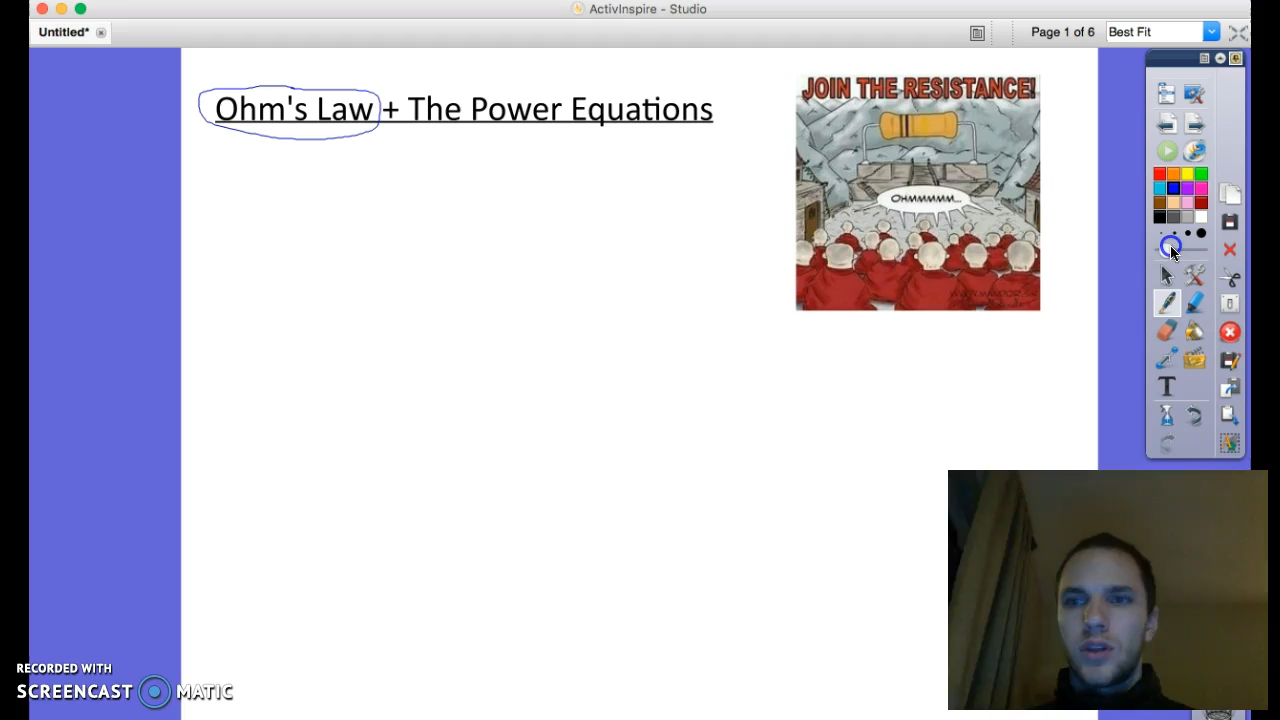 ActivInspire - Studio
Untitled*
Page 1 of 6
Best Fit
Ohm's Law + The Power Equations
JOIN THE RESISTANCE!
OHMMMMM...
T
RECORDED WITH
SCREENCAST MATIC